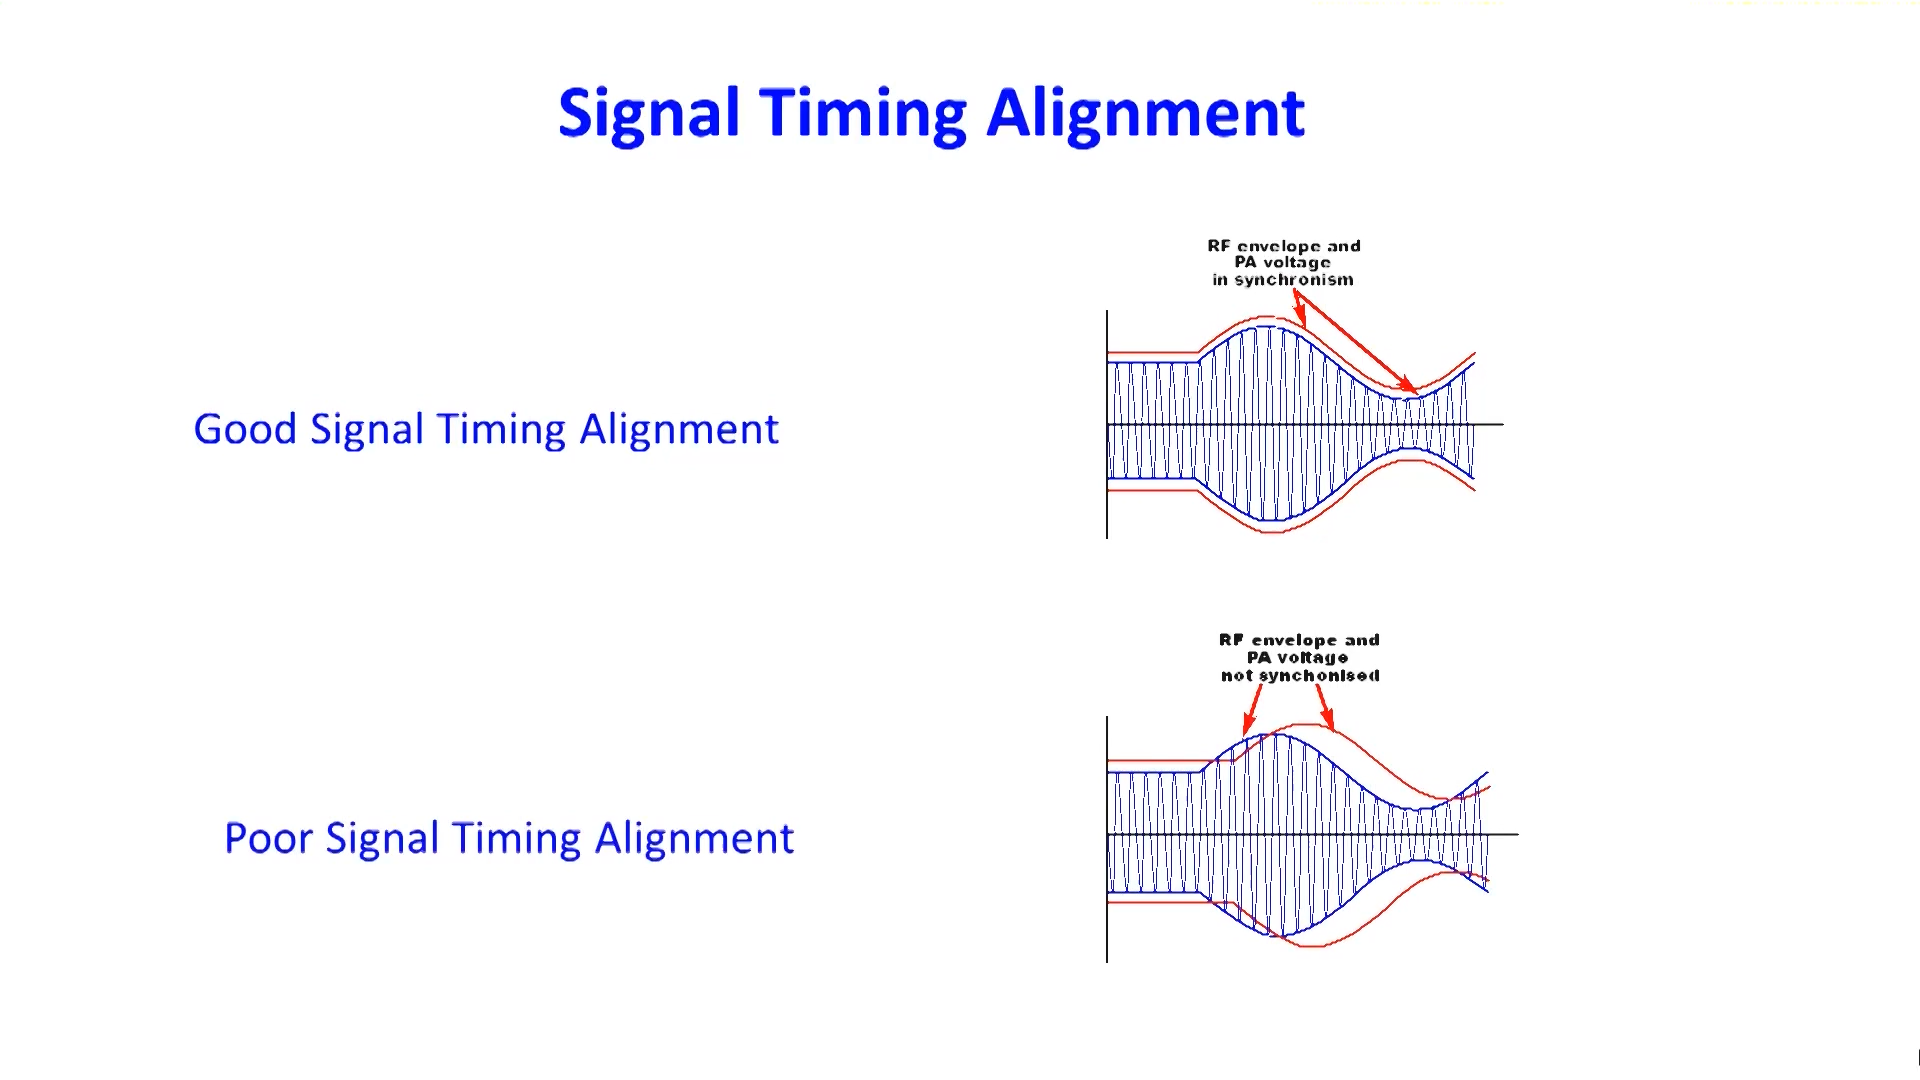 Signal Timing Alignment
RF envelope and
PA voltage
in synchronism
Good Signal Timing Alignment
RF envelope and
PA voltage
not synchonised
Poor Signal Timing Alignment